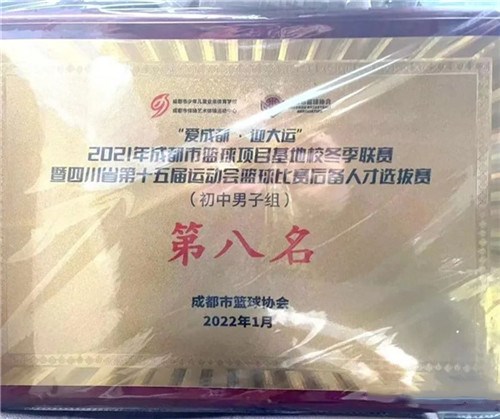 “爱成都·迎大运”
2021年成都市篮球项目基地校冬季联赛
暨四川省第十五届运动会篮球比赛后备人才选拔赛
（初中男子组）
第八名
成都市篮球协会
2022年1月